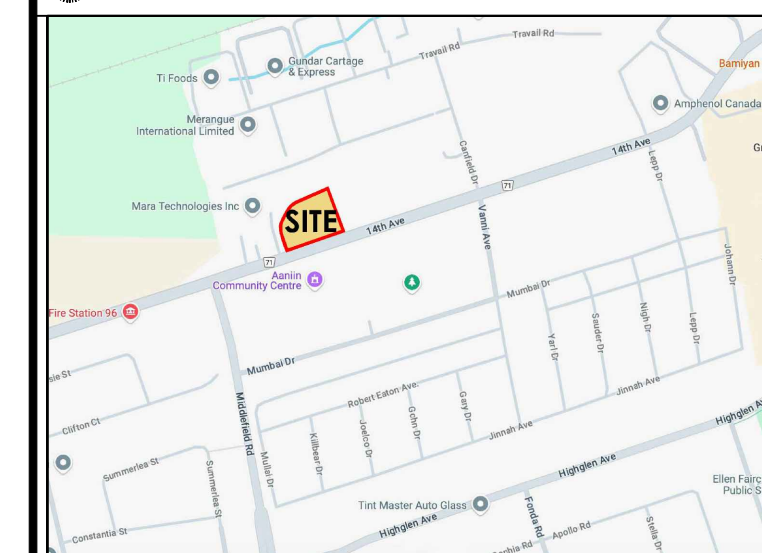 Travail Rd
Travail Rd
Gundar Cartage
& Express
Ti Foods
Bamiyan
Amphenol Canada
Merangue
International Limited
Canfield Dr
14th Ave
Lepp Dr
71
Mara Technologies Inc
SITE
14th Ave
Vanni Ave
71
Aaniin
Community Centre
Johann Dr
Mumbai Dr
Fire Station 96
Nigh Dr
Sauder Dr
Lepp Dr
Yarl Dr
Mumbai Dr
Jinnah Ave
Robert Eaton Ave.
Gary Dr
Middlefield Rd
Gohn Dr
Joelco Dr
Killbear Dr
Jinnah Ave
Highglen
Clifton Ct
Mullai Dr
Summerlea St
Summerlea St
Highglen Ave
Ellen Fairc
Public S
Tint Master Auto Glass
Fonda Rd
Highglen Ave
Apollo Rd
Stella Dr
Constantia St